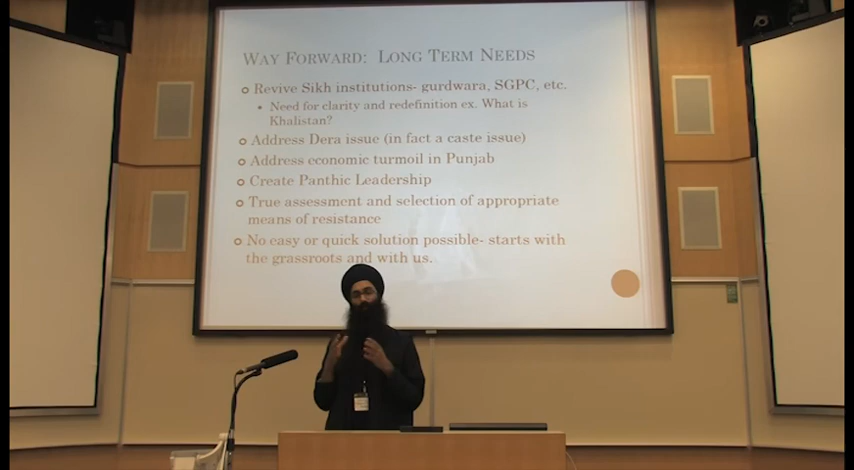 WAY FORWARD: LONG TERM NEEDS
Revive Sikh institutions- gurdwara, SGPC, etc.
Need for clarity and redefinition ex. What is
Khalistan?
Address Dera issue (in fact a caste issue)
Address economic turmoil in Punjab
Create Panthic Leadership
True assessment and selection of appropriate
means of resistance
No easy or quick solution possible- starts with
the grassroots and with us.